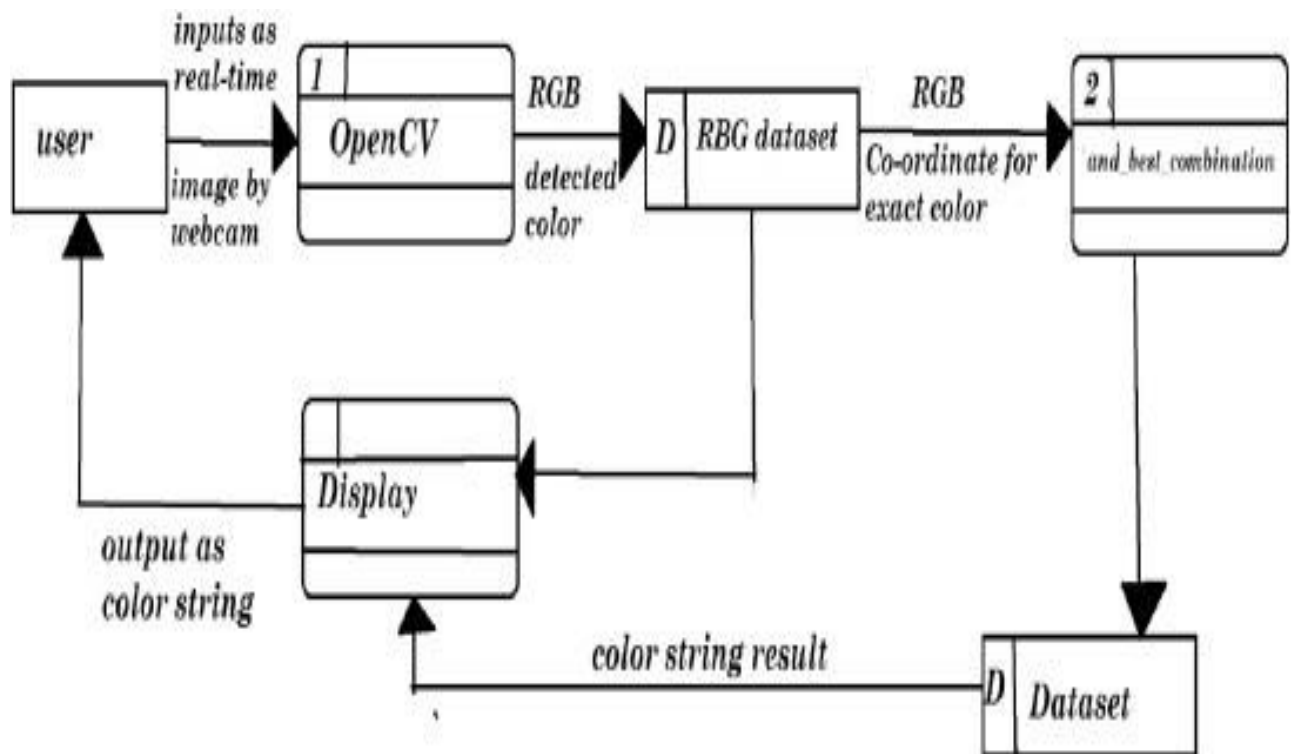 inputs as
real-time
image by
webcam
user
1
OpenCV
RGB
detected
color
D
RBG dataset
RGB
Co-ordinate for
exact color
2
and_best_combination
Display
output as
color string
color string result
D
Dataset